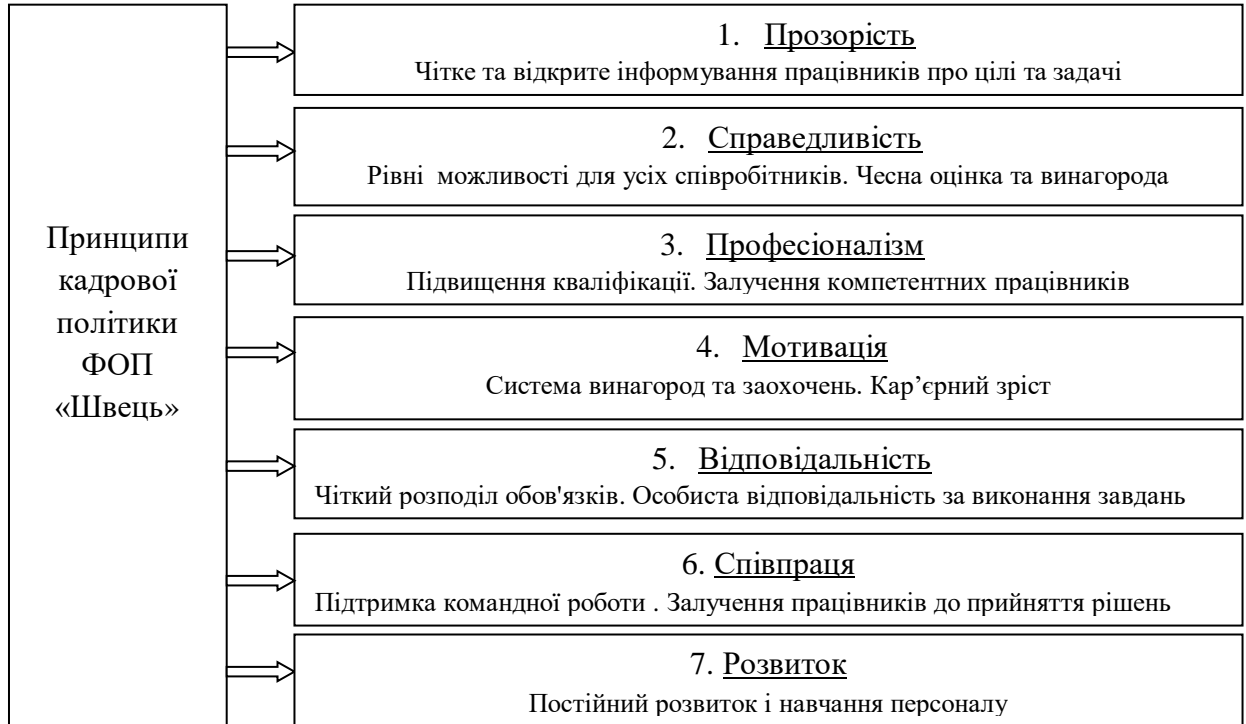 Принципи
кадрової
політики
ФОП
«Швець»
1. Прозорість
Чітке та відкрите інформування працівників про цілі та задачі
2. Справедливість
Рівні можливості для усіх співробітників. Чесна оцінка та винагорода
3. Професіоналізм
Підвищення кваліфікації. Залучення компетентних працівників
4. Мотивація
Система винагород та заохочень. Кар’єрний зріст
5. Відповідальність
Чіткий розподіл обов'язків. Особиста відповідальність за виконання завдань
6. Співпраця
Підтримка командної роботи . Залучення працівників до прийняття рішень
7. Розвиток
Постійний розвиток і навчання персоналу